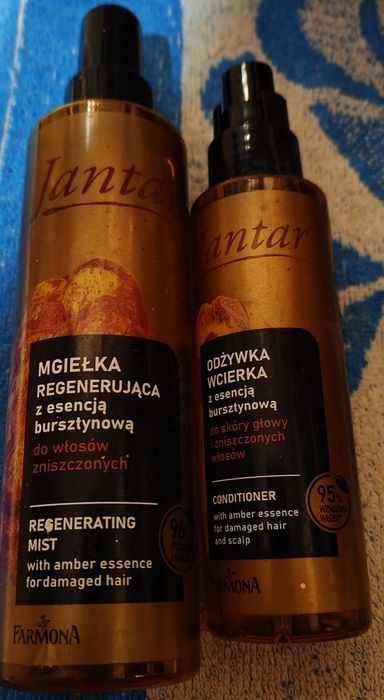 Jantar
MGIEŁKA
REGENERUJĄCA
z esencją
bursztynową
do włosów
zniszczonych
REGENERATING
MIST
with amber essence
for damaged hair
FARMONA
Jantar
ODŻYWKA
WCIERKA
z esencją
bursztynową
do skóry głowy
i zniszczonych
włosów
CONDITIONER
with amber essence
for damaged hair
and scalp
95%
WZMACNIA
WŁOSY
FARMONA